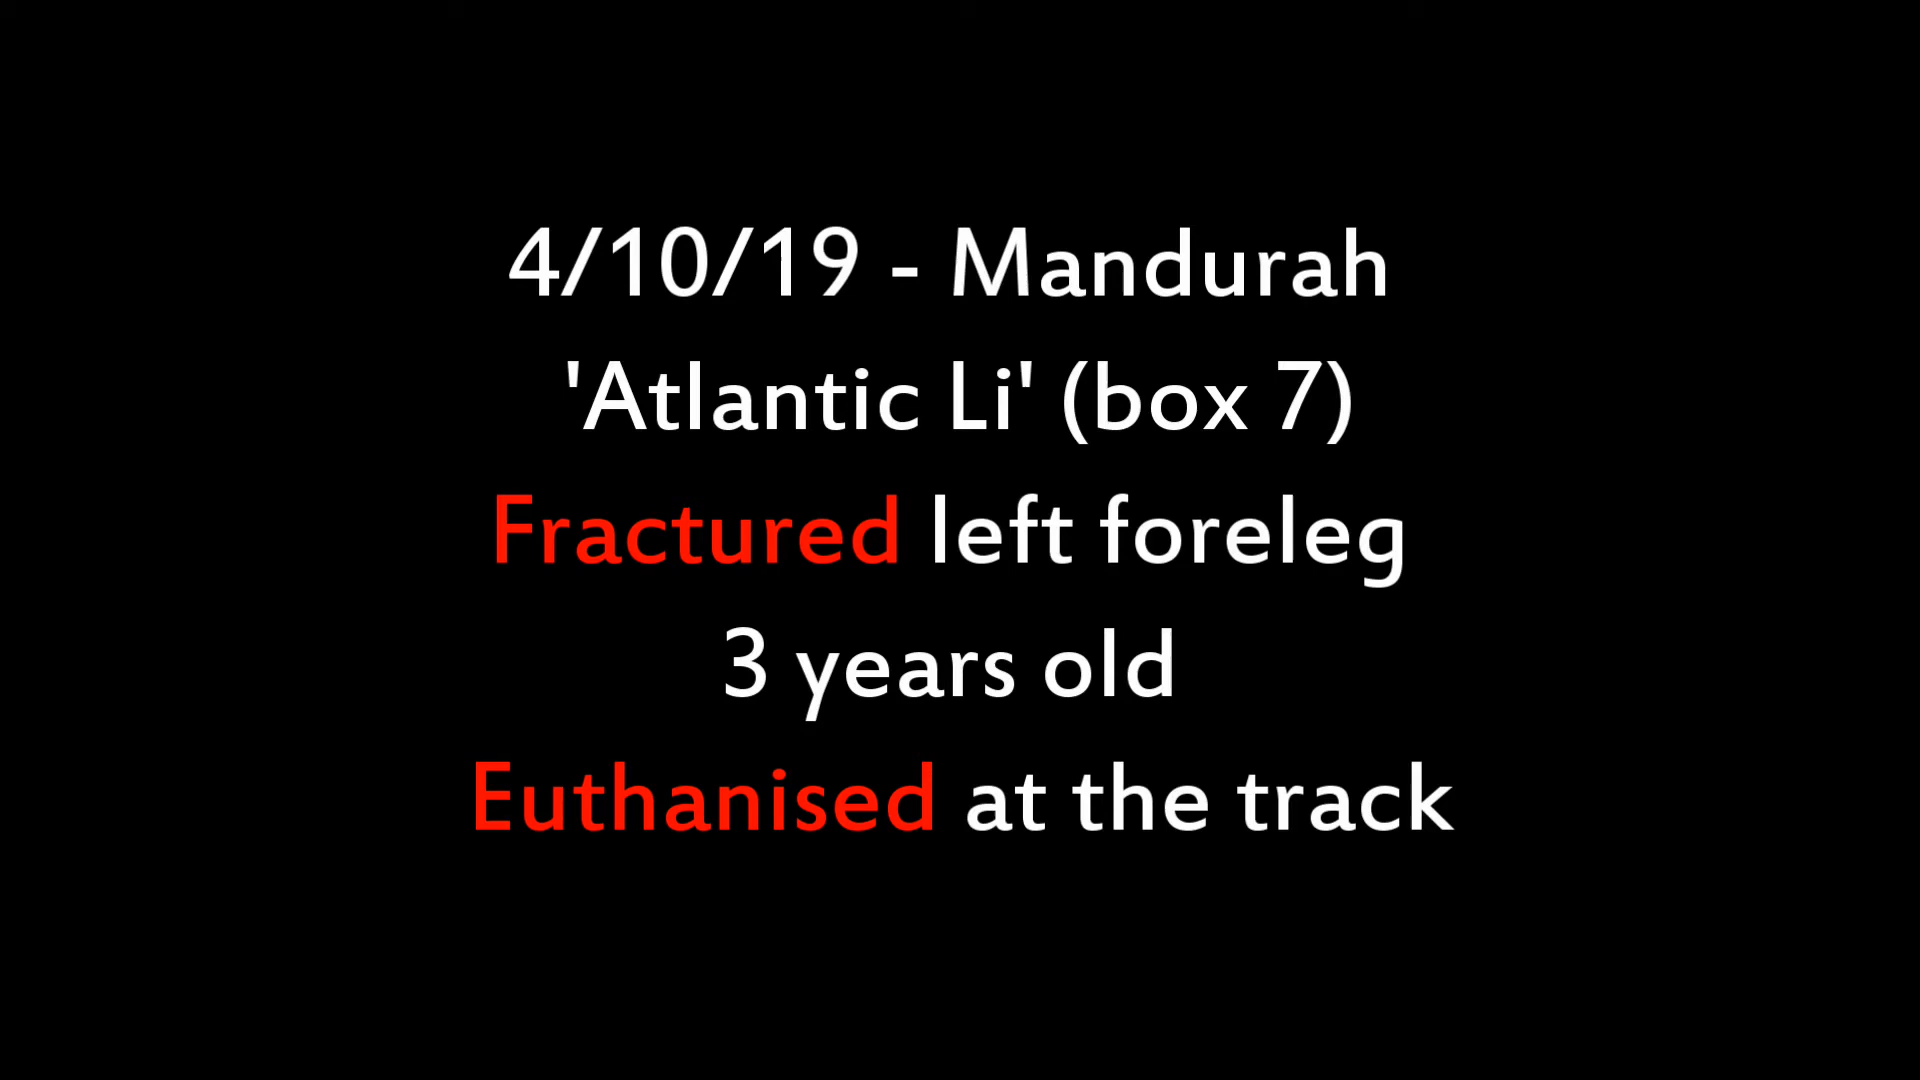 4/10/19 - Mandurah
'Atlantic Li' (box 7)
Fractured left foreleg
3 years old
Euthanised at the track